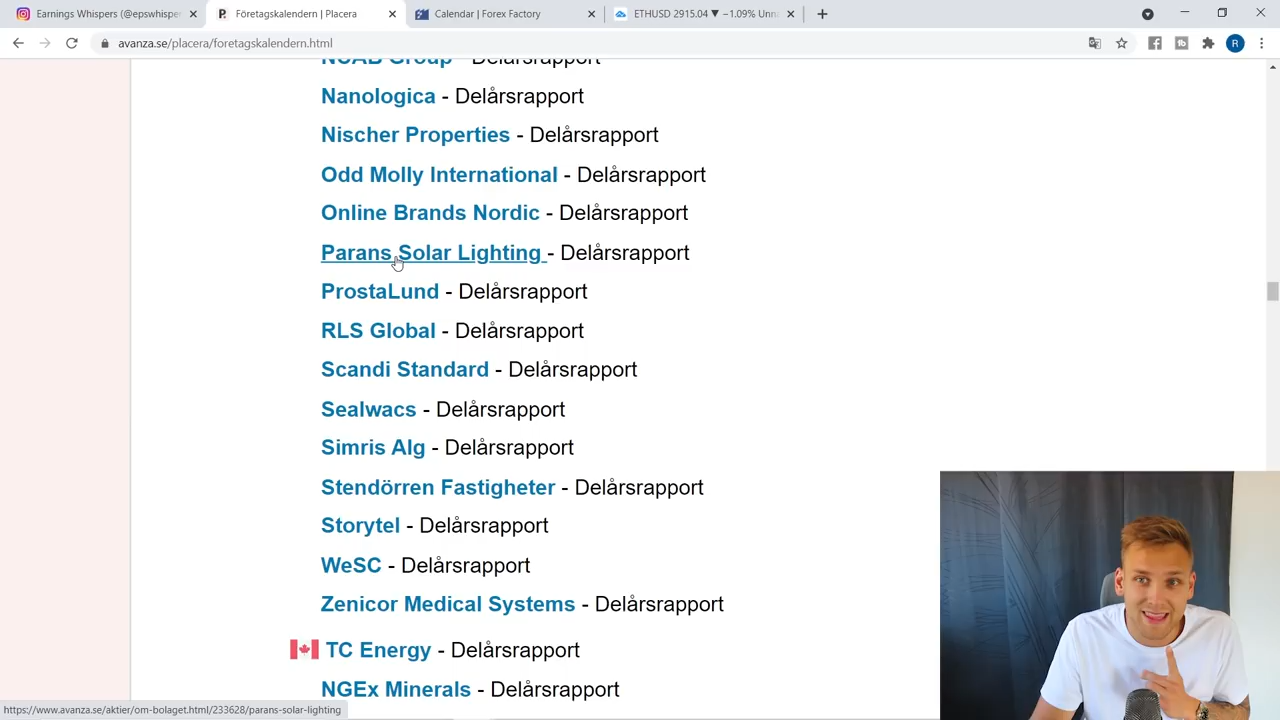 Earnings Whispers (@epswhispe
Företagskalendern | Placera
Calendar | Forex Factory
ETHUSD 2915.04 ▼ −1.09% Unna
avanza.se/placera/foretagskalendern.html
R
NCAB Group - Delårsrapport
Nanologica - Delårsrapport
Nischer Properties - Delårsrapport
Odd Molly International - Delårsrapport
Online Brands Nordic - Delårsrapport
Parans Solar Lighting - Delårsrapport
ProstaLund - Delårsrapport
RLS Global - Delårsrapport
Scandi Standard - Delårsrapport
Sealwacs - Delårsrapport
Simris Alg - Delårsrapport
Stendörren Fastigheter - Delårsrapport
Storytel - Delårsrapport
WeSC - Delårsrapport
Zenicor Medical Systems - Delårsrapport
TC Energy - Delårsrapport
NGEx Minerals - Delårsrapport
https://www.avanza.se/aktier/om-bolaget.html/233628/parans-solar-lighting